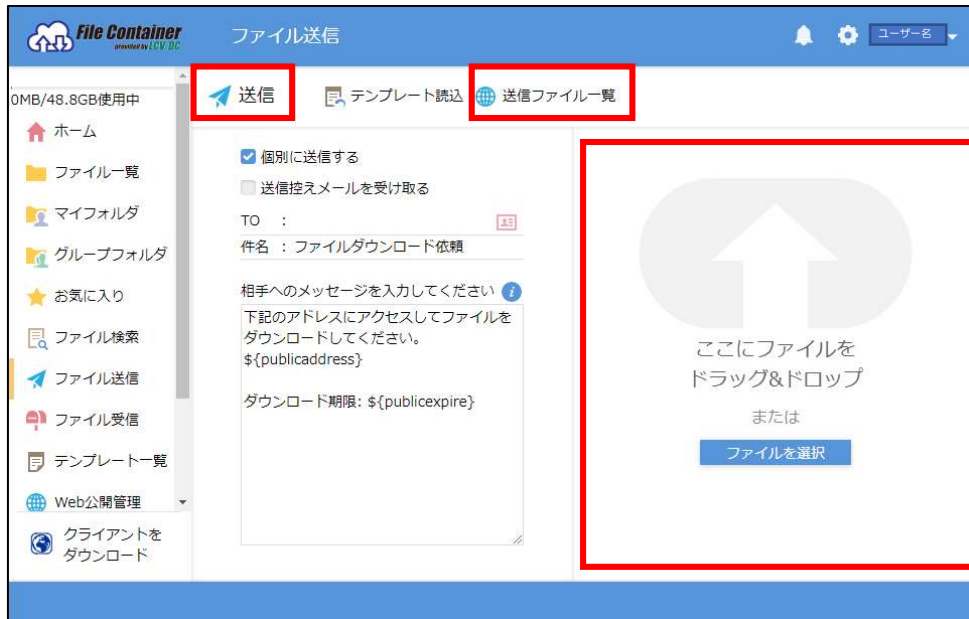 File Container
provided by LCV DC
ファイル送信
ユーザー名
0MB/48.8GB使用中
送信
テンプレート読込
送信ファイル一覧
ホーム
ファイル一覧
マイフォルダ
グループフォルダ
お気に入り
ファイル検索
ファイル送信
ファイル受信
テンプレート一覧
Web公開管理
クライアントを
ダウンロード
個別に送信する
送信控えメールを受け取る
TO :
件名 : ファイルダウンロード依頼
相手へのメッセージを入力してください
下記のアドレスにアクセスしてファイルを
ダウンロードしてください。
${publicaddress}
ダウンロード期限: ${publicexpire}
ここにファイルを
ドラッグ&ドロップ
または
ファイルを選択